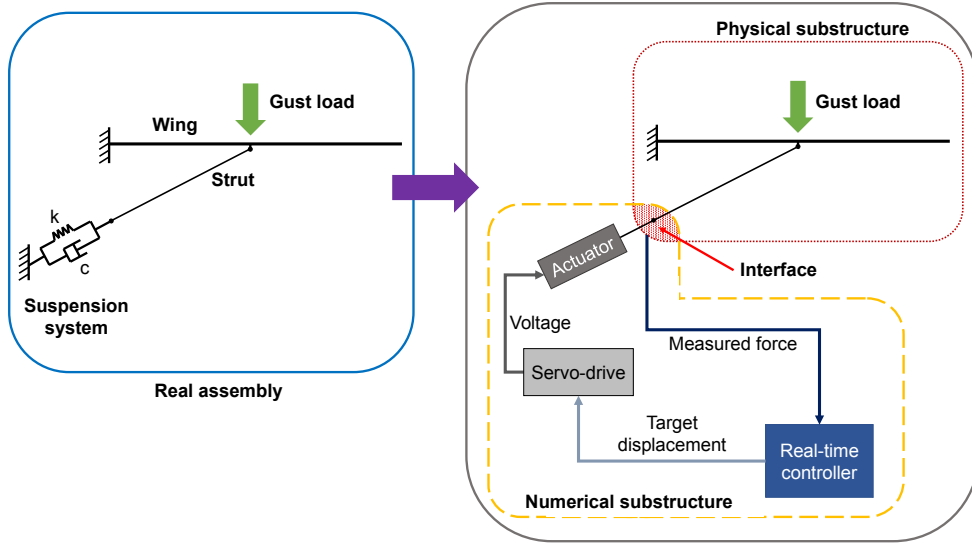 Gust load
Wing
Strut
k
c
Suspension
system
Real assembly
Physical substructure
Gust load
Interface
Actuator
Voltage
Measured force
Servo-drive
Target
displacement
Real-time
controller
Numerical substructure